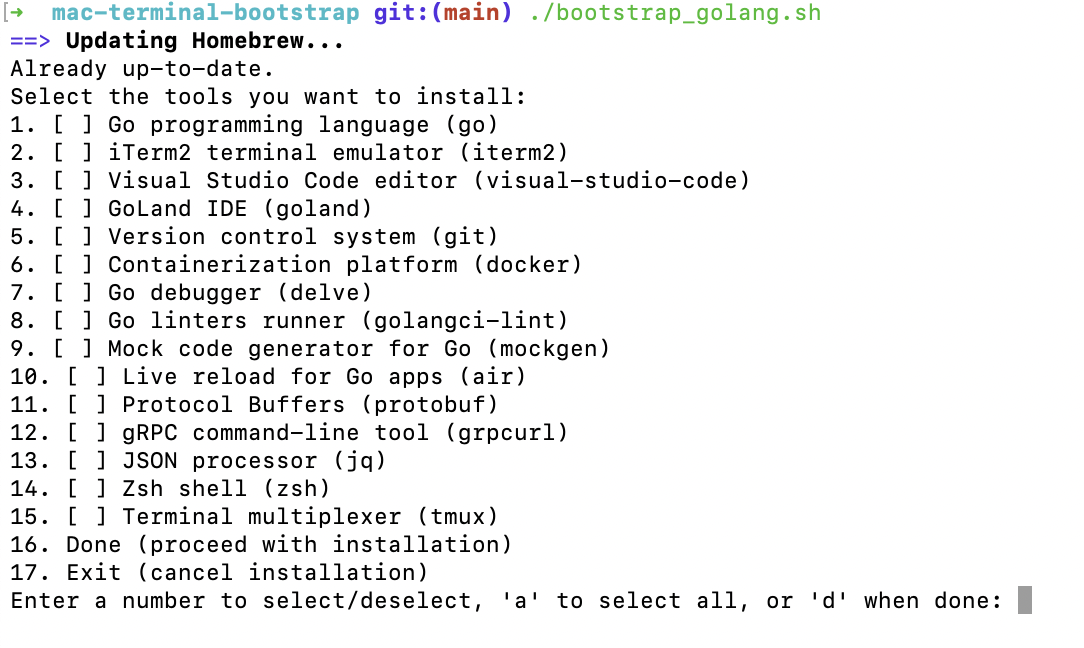 [➜  mac-terminal-bootstrap git:(main) ./bootstrap_golang.sh
==> Updating Homebrew...
Already up-to-date.
Select the tools you want to install:
1. [ ] Go programming language (go)
2. [ ] iTerm2 terminal emulator (iterm2)
3. [ ] Visual Studio Code editor (visual-studio-code)
4. [ ] GoLand IDE (goland)
5. [ ] Version control system (git)
6. [ ] Containerization platform (docker)
7. [ ] Go debugger (delve)
8. [ ] Go linters runner (golangci-lint)
9. [ ] Mock code generator for Go (mockgen)
10. [ ] Live reload for Go apps (air)
11. [ ] Protocol Buffers (protobuf)
12. [ ] gRPC command-line tool (grpcurl)
13. [ ] JSON processor (jq)
14. [ ] Zsh shell (zsh)
15. [ ] Terminal multiplexer (tmux)
16. Done (proceed with installation)
17. Exit (cancel installation)
Enter a number to select/deselect, 'a' to select all, or 'd' when done: